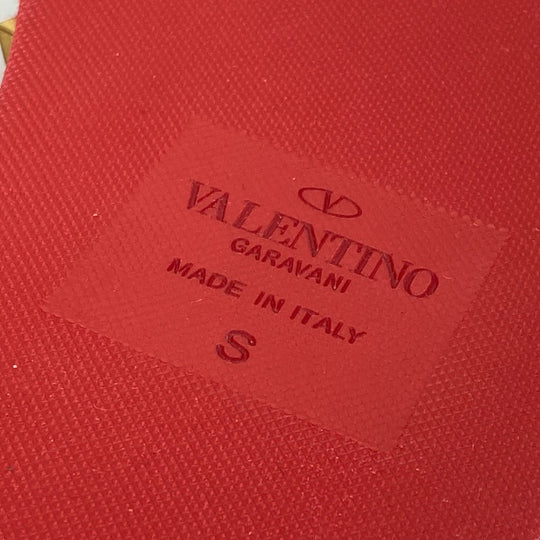 V
VALENTINO
GARAVANI
MADE IN ITALY
S